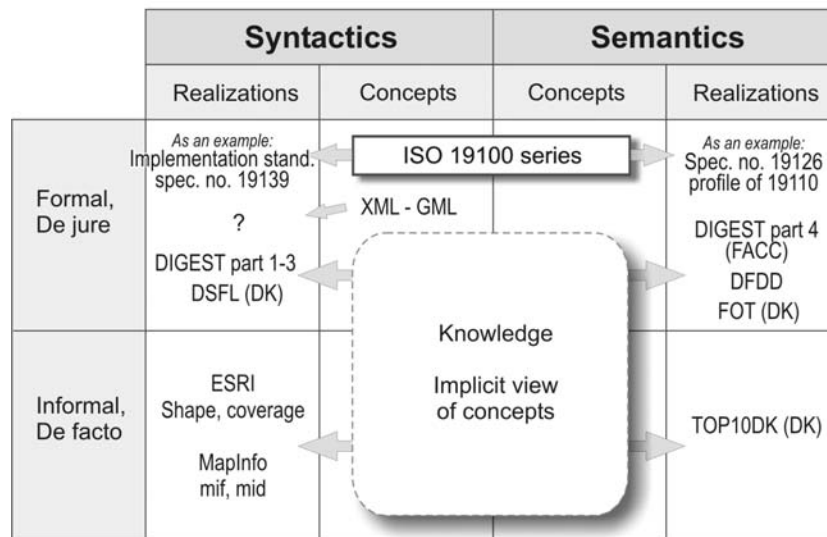 Syntactics
Semantics
Realizations
Concepts
Concepts
Realizations
Formal,
De jure
As an example:
Implementation stand.
spec. no. 19139
ISO 19100 series
As an example:
Spec. no. 19126
profile of 19110
?
XML - GML
DIGEST part 1-3
DSFL (DK)
DIGEST part 4
(FACC)
DFDD
FOT (DK)
Knowledge
Implicit view
of concepts
Informal,
De facto
ESRI
Shape, coverage
MapInfo
mif, mid
TOP10DK (DK)